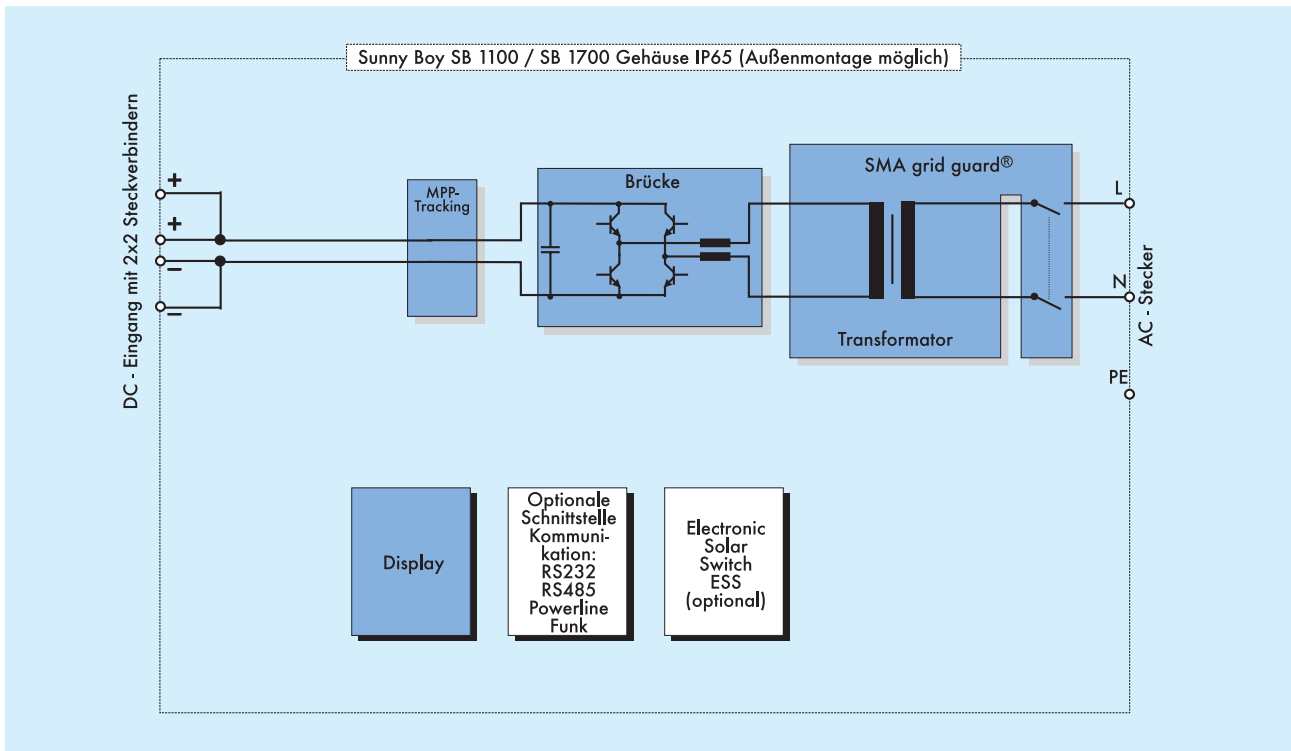 Sunny Boy SB 1100 / SB 1700 Gehäuse IP65 (Außenmontage möglich)
DC - Eingang mit 2x2 Steckverbindern
+
+
–
–
MPP-
Tracking
Brücke
SMA grid guard®
Transformator
L
N
PE
AC - Stecker
Display
Optionale
Schnittstelle
Kommuni-
kation:
RS232
RS485
Powerline
Funk
Electronic
Solar
Switch
ESS
(optional)